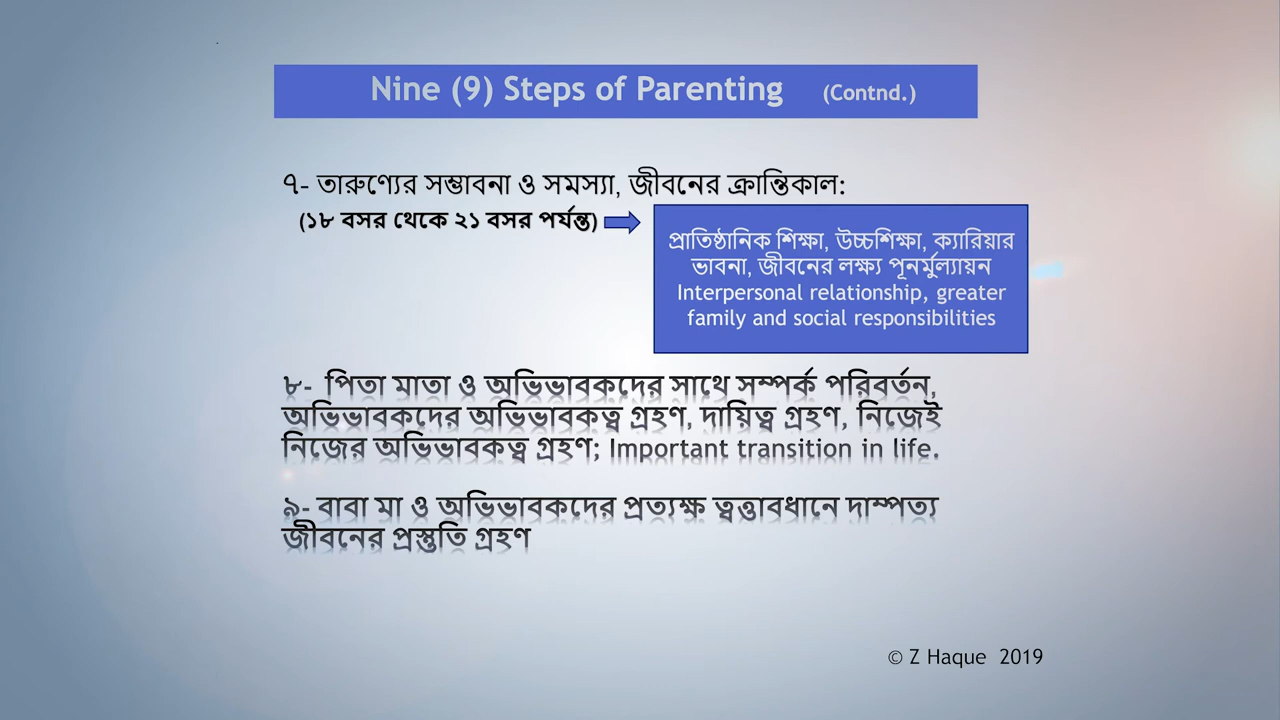 Nine (9) Steps of Parenting (Contnd.)
৭- তারুণ্যের সম্ভাবনা ও সমস্যা, জীবনের ক্রান্তিকাল:
(১৮ বসর থেকে ২১ বসর পর্যন্ত)
প্রাতিষ্ঠানিক শিক্ষা, উচ্চশিক্ষা, ক্যারিয়ার
ভাবনা, জীবনের লক্ষ্য পূনর্মুল্যায়ন
Interpersonal relationship, greater
family and social responsibilities
৮- পিতা মাতা ও অভিভাবকদের সাথে সম্পর্ক পরিবর্তন,
অভিভাবকদের অভিভাবকত্ব গ্রহণ, দায়িত্ব গ্রহণ, নিজেই
নিজের অভিভাবকত্ব গ্রহণ; Important transition in life.
৯- বাবা মা ও অভিভাবকদের প্রত্যক্ষ ত্বত্তাবধানে দাম্পত্য
জীবনের প্রস্তুতি গ্রহণ
© Z Haque 2019